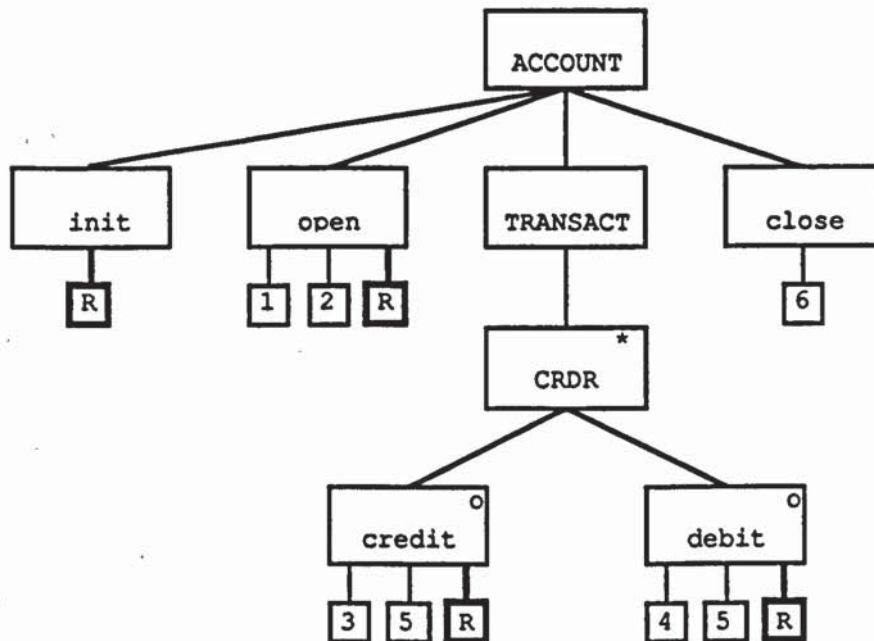 ACCOUNT
init open TRANSACT close
R 1 2 R 6
*
CRDR
o o
credit debit
3 5 R 4 5 R